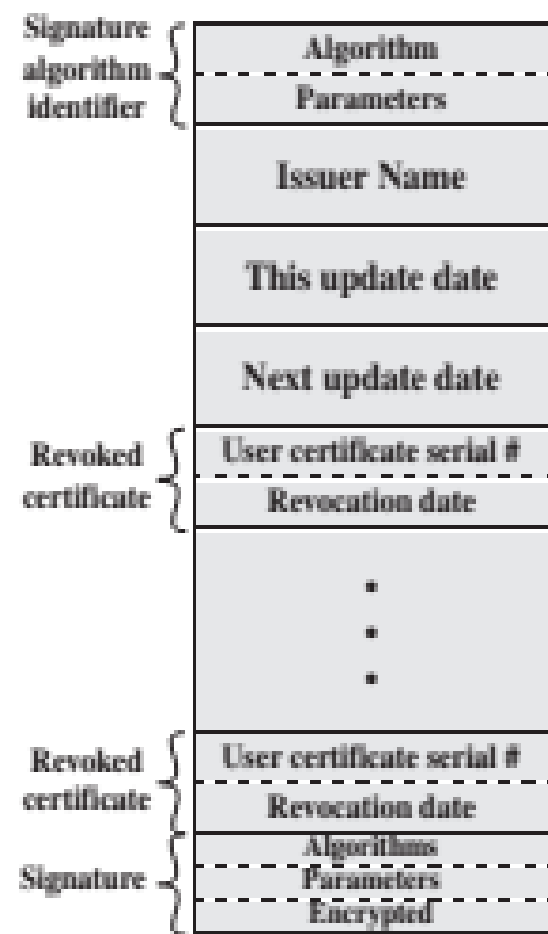 Signature
algorithm
identifier
Algorithm
Parameters
Issuer Name
This update date
Next update date
Revoked
certificate
User certificate serial #
Revocation date
Revoked
certificate
User certificate serial #
Revocation date
Signature
Algorithms
Parameters
Encrypted